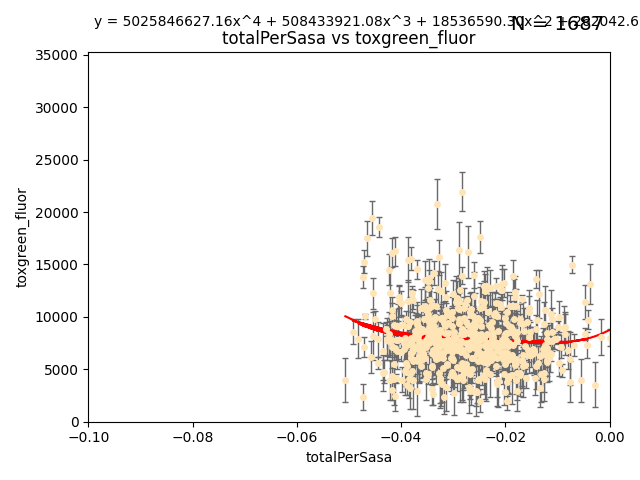 y = 5025846627.16x^4 + 508433921.08x^3 + 18536590.30x^2 + 292042.6
N = 1687
totalPerSasa vs toxgreen_fluor
35000
30000
25000
20000
15000
10000
5000
0
toxgreen_fluor
−0.10 −0.08 −0.06 −0.04 −0.02 0.00
totalPerSasa